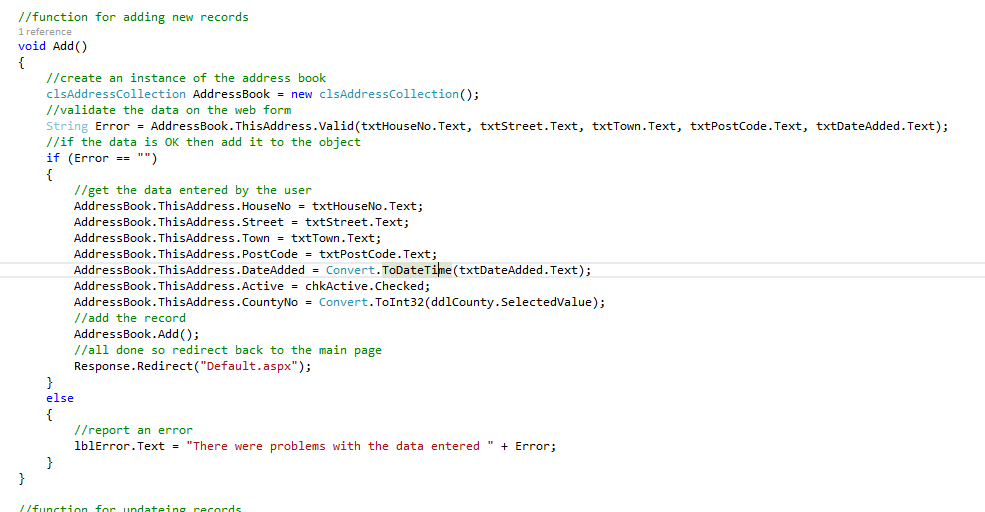 //function for adding new records
1 reference
void Add()
{
    //create an instance of the address book
    clsAddressCollection AddressBook = new clsAddressCollection();
    //validate the data on the web form
    String Error = AddressBook.ThisAddress.Valid(txtHouseNo.Text, txtStreet.Text, txtTown.Text, txtPostCode.Text, txtDateAdded.Text);
    //if the data is OK then add it to the object
    if (Error == "")
    {
        //get the data entered by the user
        AddressBook.ThisAddress.HouseNo = txtHouseNo.Text;
        AddressBook.ThisAddress.Street = txtStreet.Text;
        AddressBook.ThisAddress.Town = txtTown.Text;
        AddressBook.ThisAddress.PostCode = txtPostCode.Text;
        AddressBook.ThisAddress.DateAdded = Convert.ToDateTime(txtDateAdded.Text);
        AddressBook.ThisAddress.Active = chkActive.Checked;
        AddressBook.ThisAddress.CountyNo = Convert.ToInt32(ddlCounty.SelectedValue);
        //add the record
        AddressBook.Add();
        //all done so redirect back to the main page
        Response.Redirect("Default.aspx");
    }
    else
    {
        //report an error
        lblError.Text = "There were problems with the data entered " + Error;
    }
}
//function for updateing records